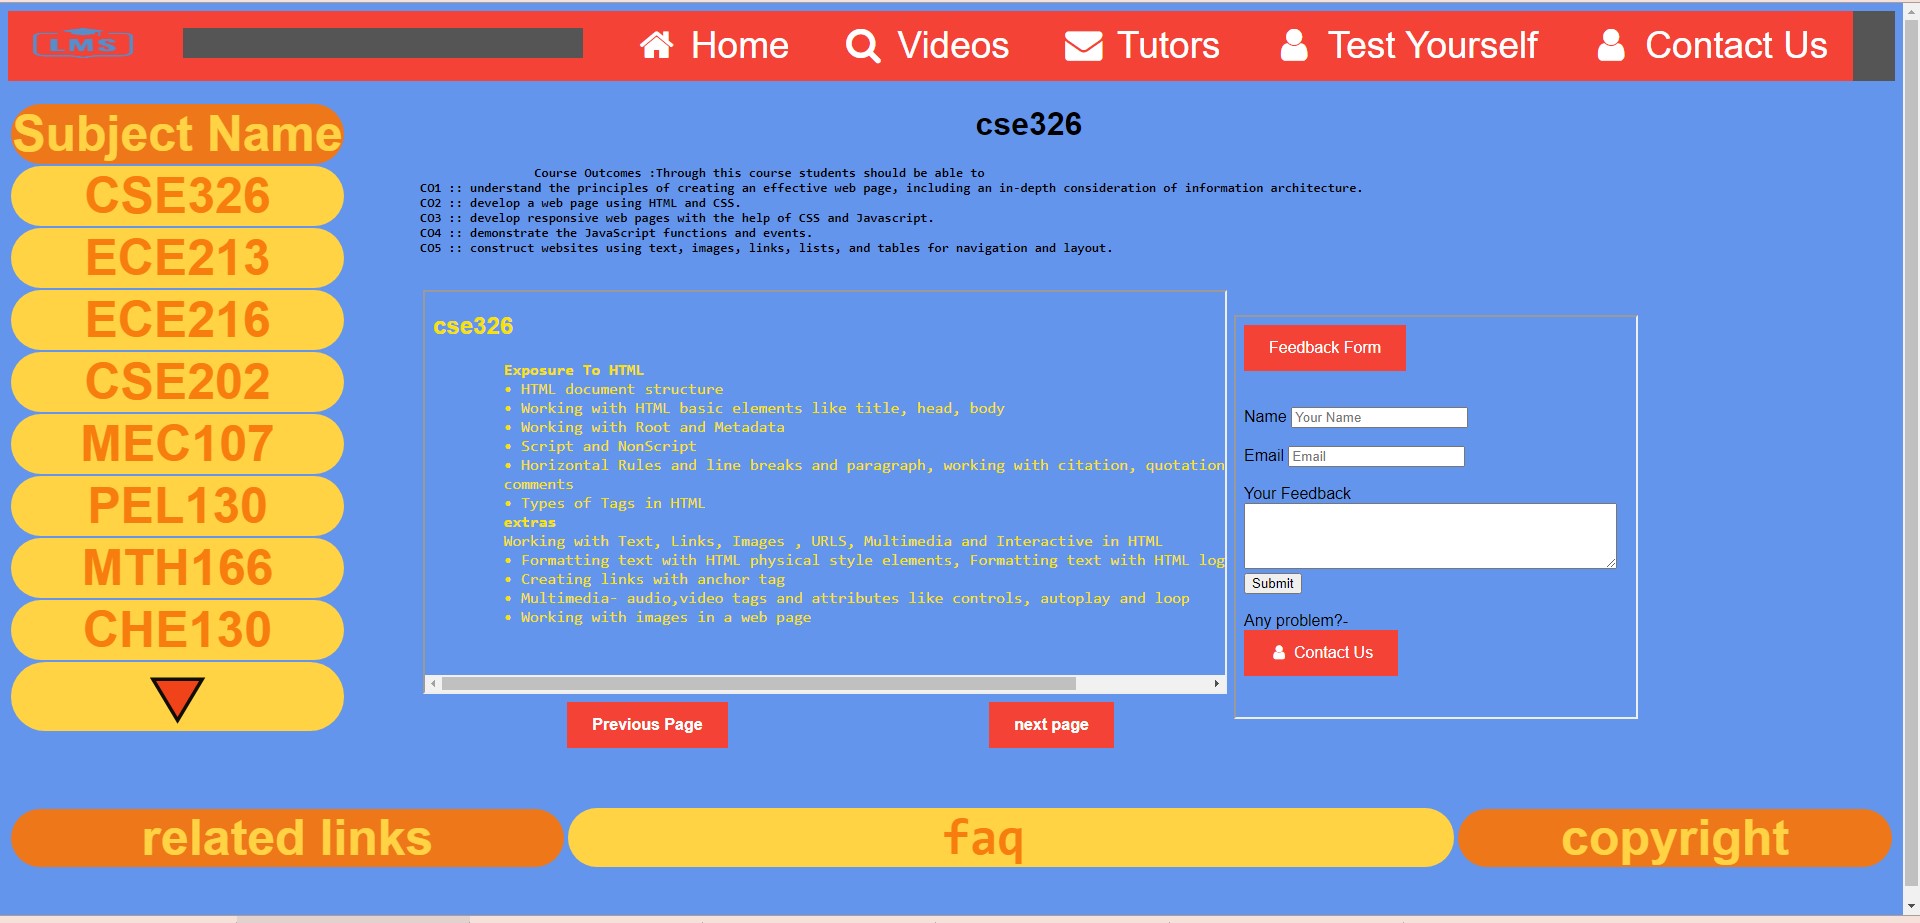 LMS
Home
Videos
Tutors
Test Yourself
Contact Us
Subject Name
CSE326
ECE213
ECE216
CSE202
MEC107
PEL130
MTH166
CHE130
cse326
Course Outcomes :Through this course students should be able to
CO1 :: understand the principles of creating an effective web page, including an in-depth consideration of information architecture.
CO2 :: develop a web page using HTML and CSS.
CO3 :: develop responsive web pages with the help of CSS and Javascript.
CO4 :: demonstrate the JavaScript functions and events.
CO5 :: construct websites using text, images, links, lists, and tables for navigation and layout.
cse326
Exposure To HTML
• HTML document structure
• Working with HTML basic elements like title, head, body
• Working with Root and Metadata
• Script and NonScript
• Horizontal Rules and line breaks and paragraph, working with citation, quotation
comments
• Types of Tags in HTML
extras
Working with Text, Links, Images , URLS, Multimedia and Interactive in HTML
• Formatting text with HTML physical style elements, Formatting text with HTML log
• Creating links with anchor tag
• Multimedia- audio,video tags and attributes like controls, autoplay and loop
• Working with images in a web page
Previous Page
next page
Feedback Form
Name Your Name
Email Email
Your Feedback
Submit
Any problem?-
Contact Us
related links
faq
copyright